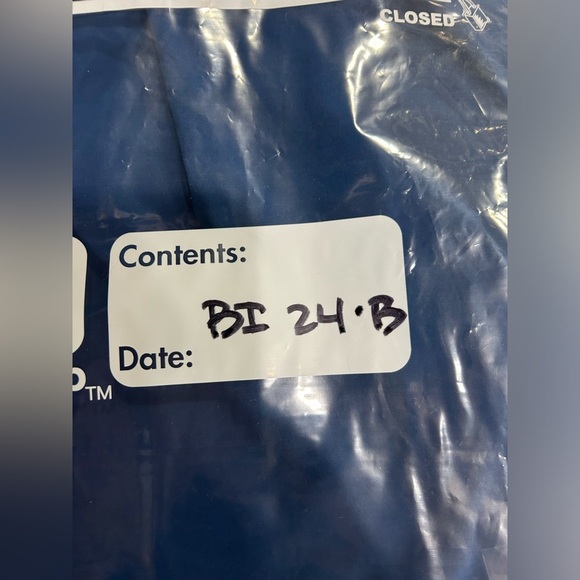 CLOSED
Contents:
BI 24·B
Date:
TM